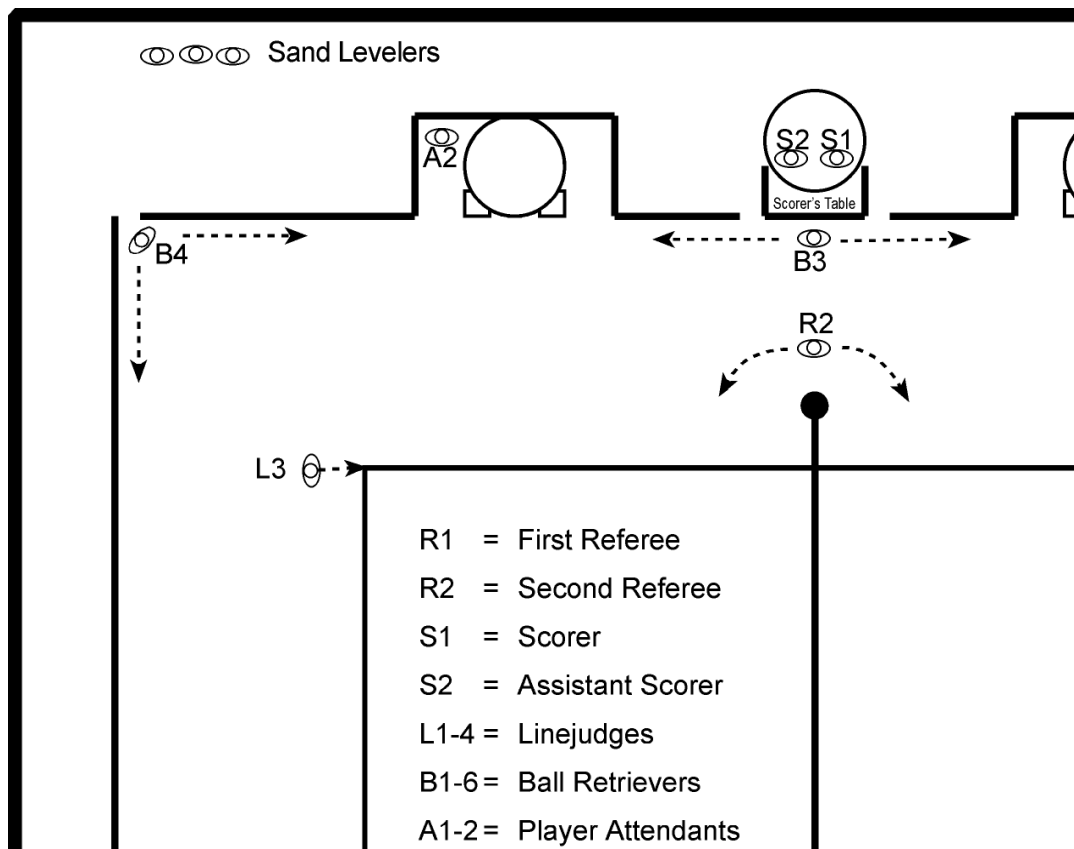 Sand Levelers
A2
S2 S1
Scorer's Table
B4
B3
R2
L3
R1 = First Referee
R2 = Second Referee
S1 = Scorer
S2 = Assistant Scorer
L1-4 = Linejudges
B1-6 = Ball Retrievers
A1-2 = Player Attendants